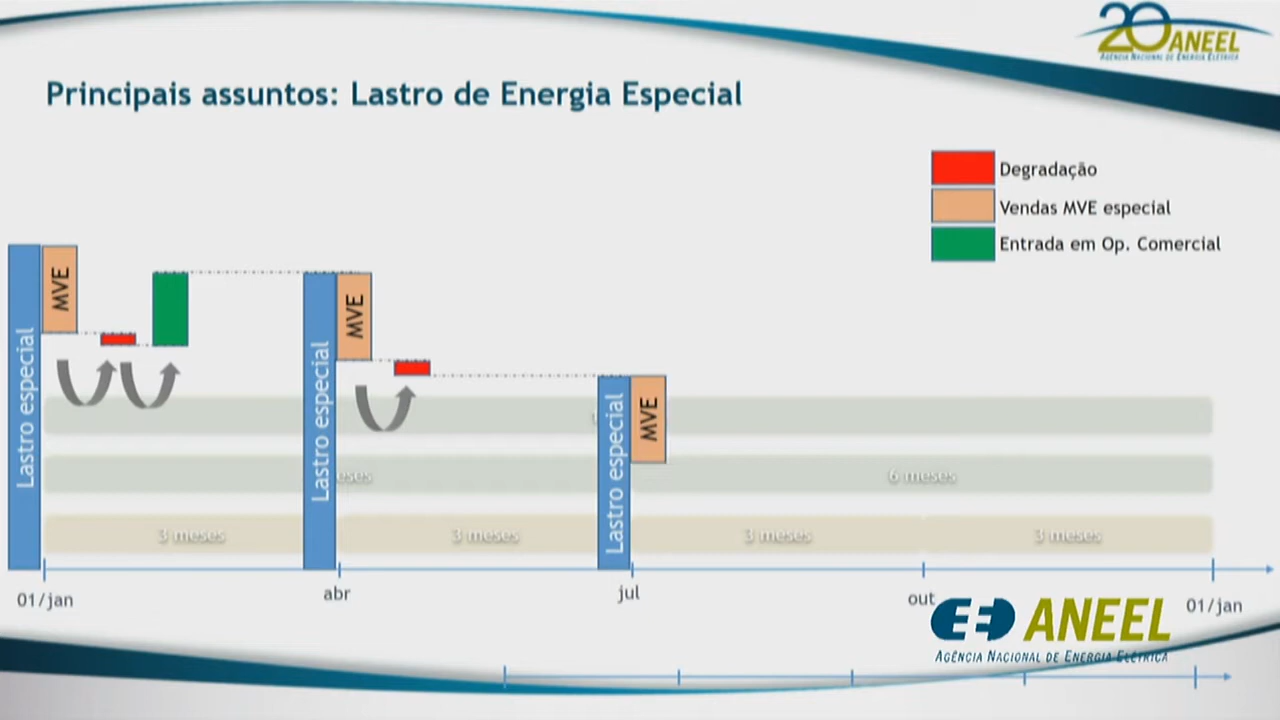 20 ANEEL
AGÊNCIA NACIONAL DE ENERGIA ELÉTRICA
Principais assuntos: Lastro de Energia Especial
Degradação
Vendas MVE especial
Entrada em Op. Comercial
Lastro especial
MVE
Lastro especial
MVE
Lastro especial
MVE
6 meses
3 meses
3 meses
3 meses
3 meses
01/jan
abr
jul
out
01/jan
ANEEL
AGÊNCIA NACIONAL DE ENERGIA ELÉTRICA